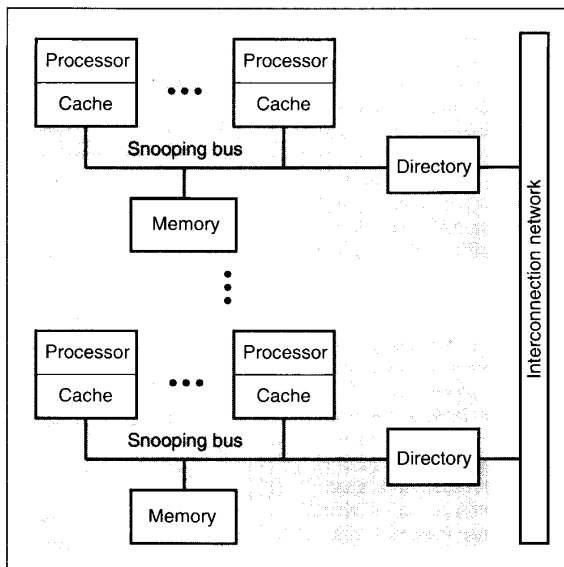 Processor
Processor
Cache
Cache
Snooping bus
Directory
Memory
Processor
Processor
Cache
Cache
Snooping bus
Directory
Memory
Interconnection network